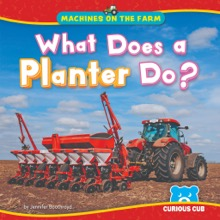 MACHINES ON THE FARM
What Does a
Planter Do?
by Jennifer Boothroyd
CURIOUS CUB